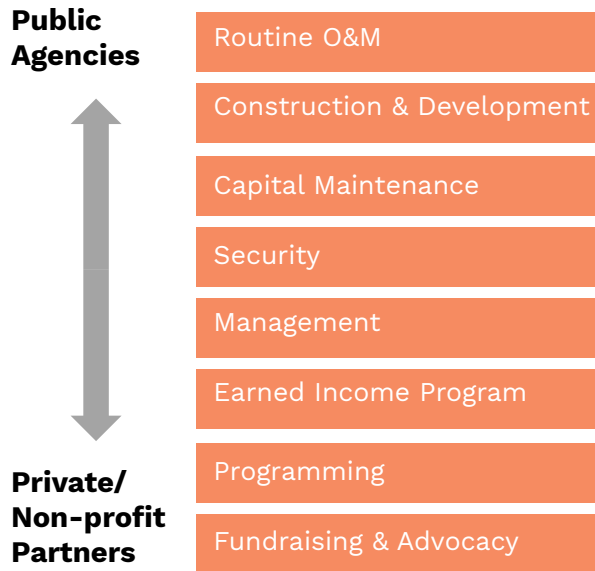 Public
Agencies
Routine O&M
Construction & Development
Capital Maintenance
Security
Management
Earned Income Program
Programming
Fundraising & Advocacy
Private/
Non-profit
Partners